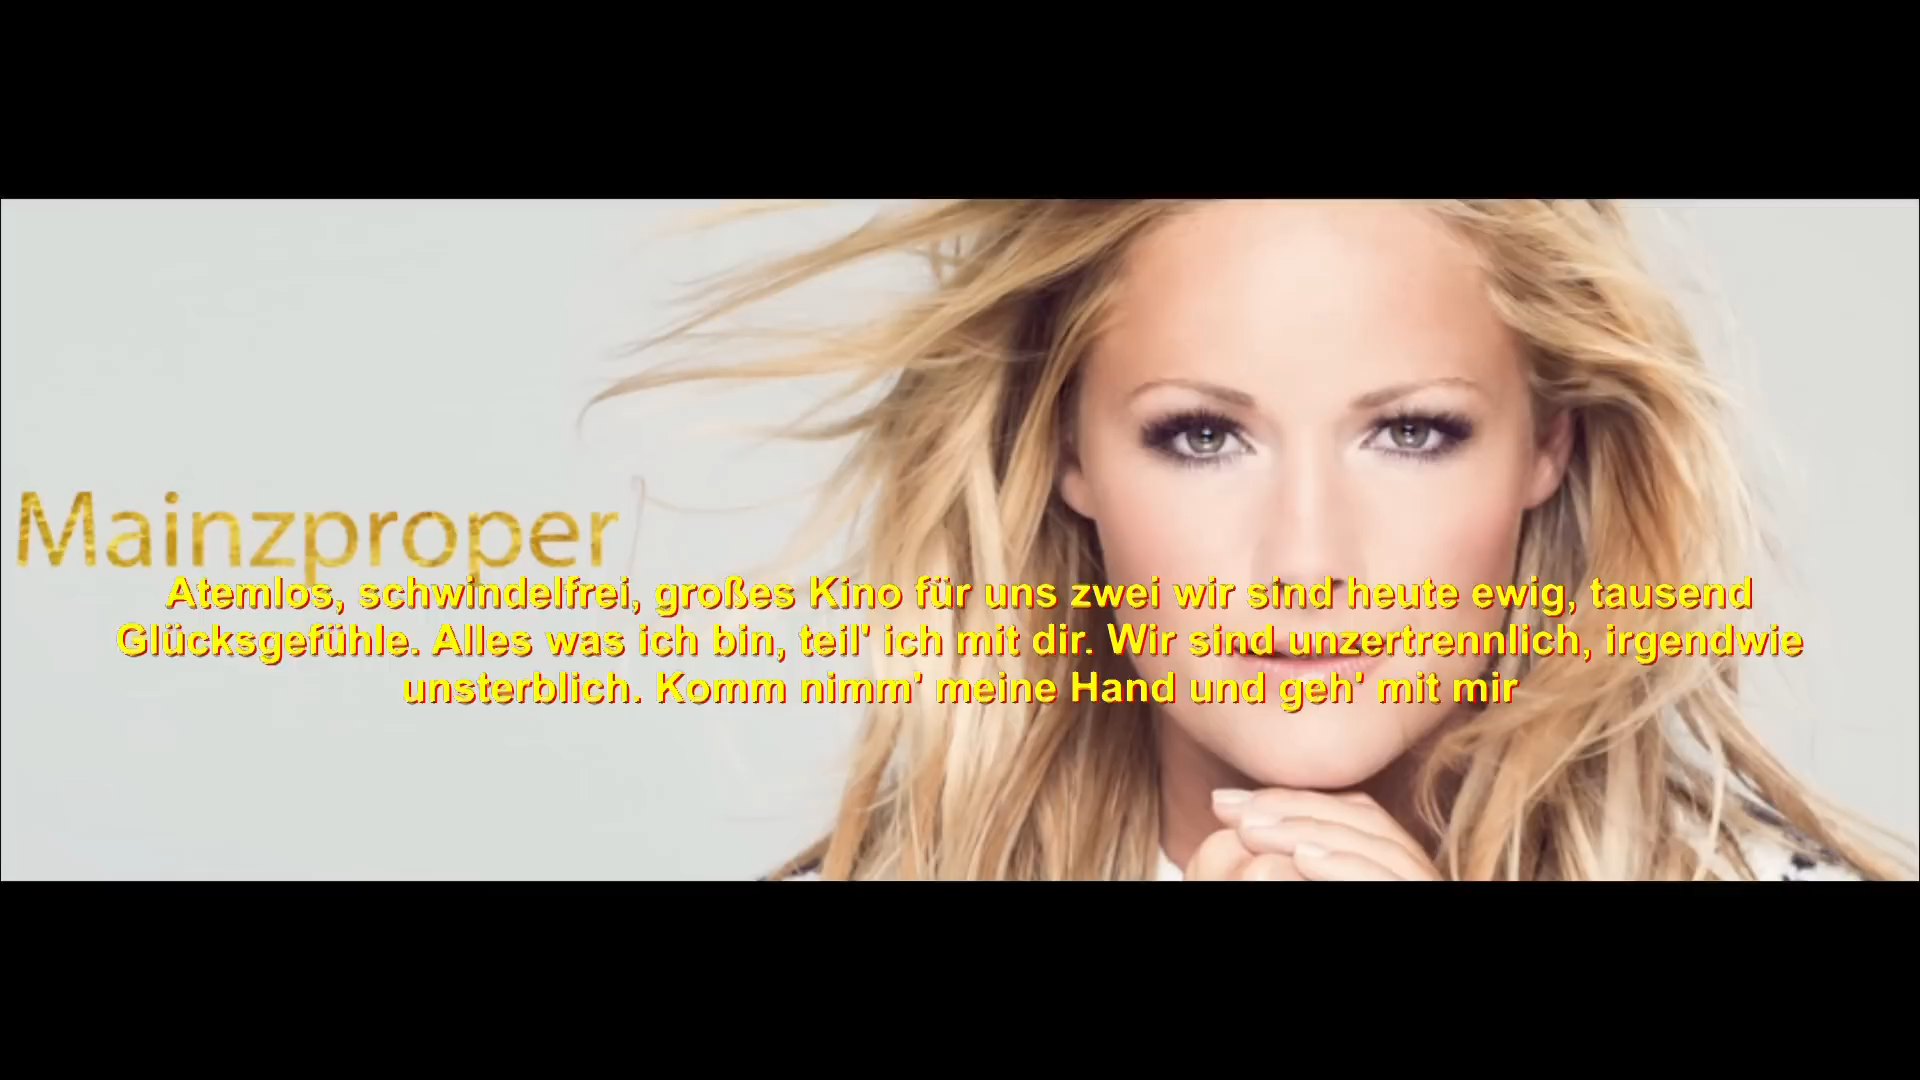 Mainzproper
Atemlos, schwindelfrei, großes Kino für uns zwei wir sind heute ewig, tausend
Glücksgefühle. Alles was ich bin, teil' ich mit dir. Wir sind unzertrennlich, irgendwie
unsterblich. Komm nimm' meine Hand und geh' mit mir